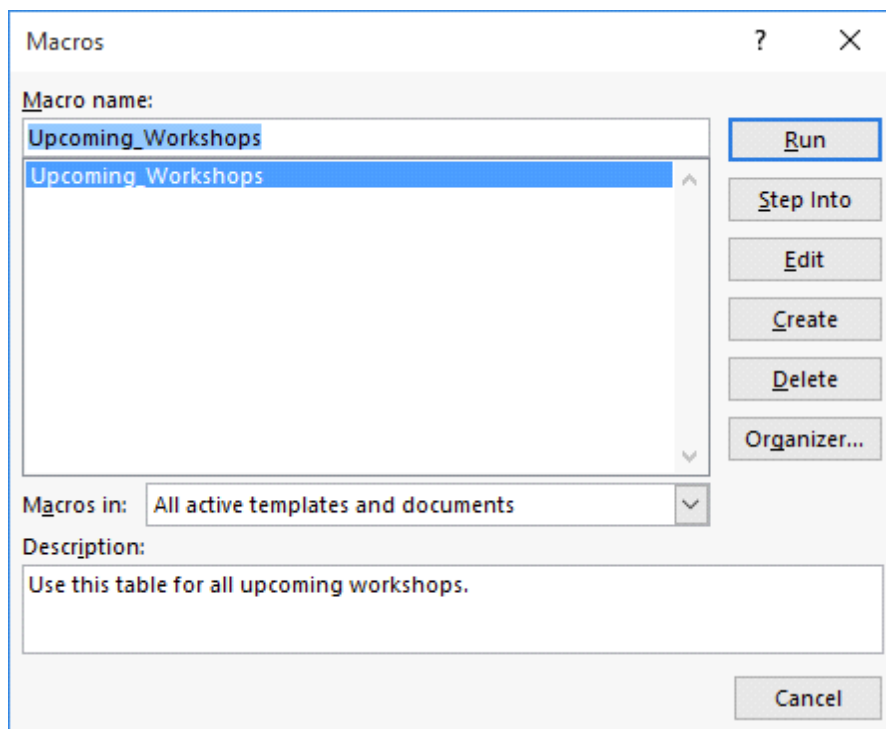 Macros ?
Macro name:
Upcoming_Workshops
Run
Upcoming_Workshops
Step Into
Edit
Create
Delete
Organizer...
Macros in: All active templates and documents
Description:
Use this table for all upcoming workshops.
Cancel